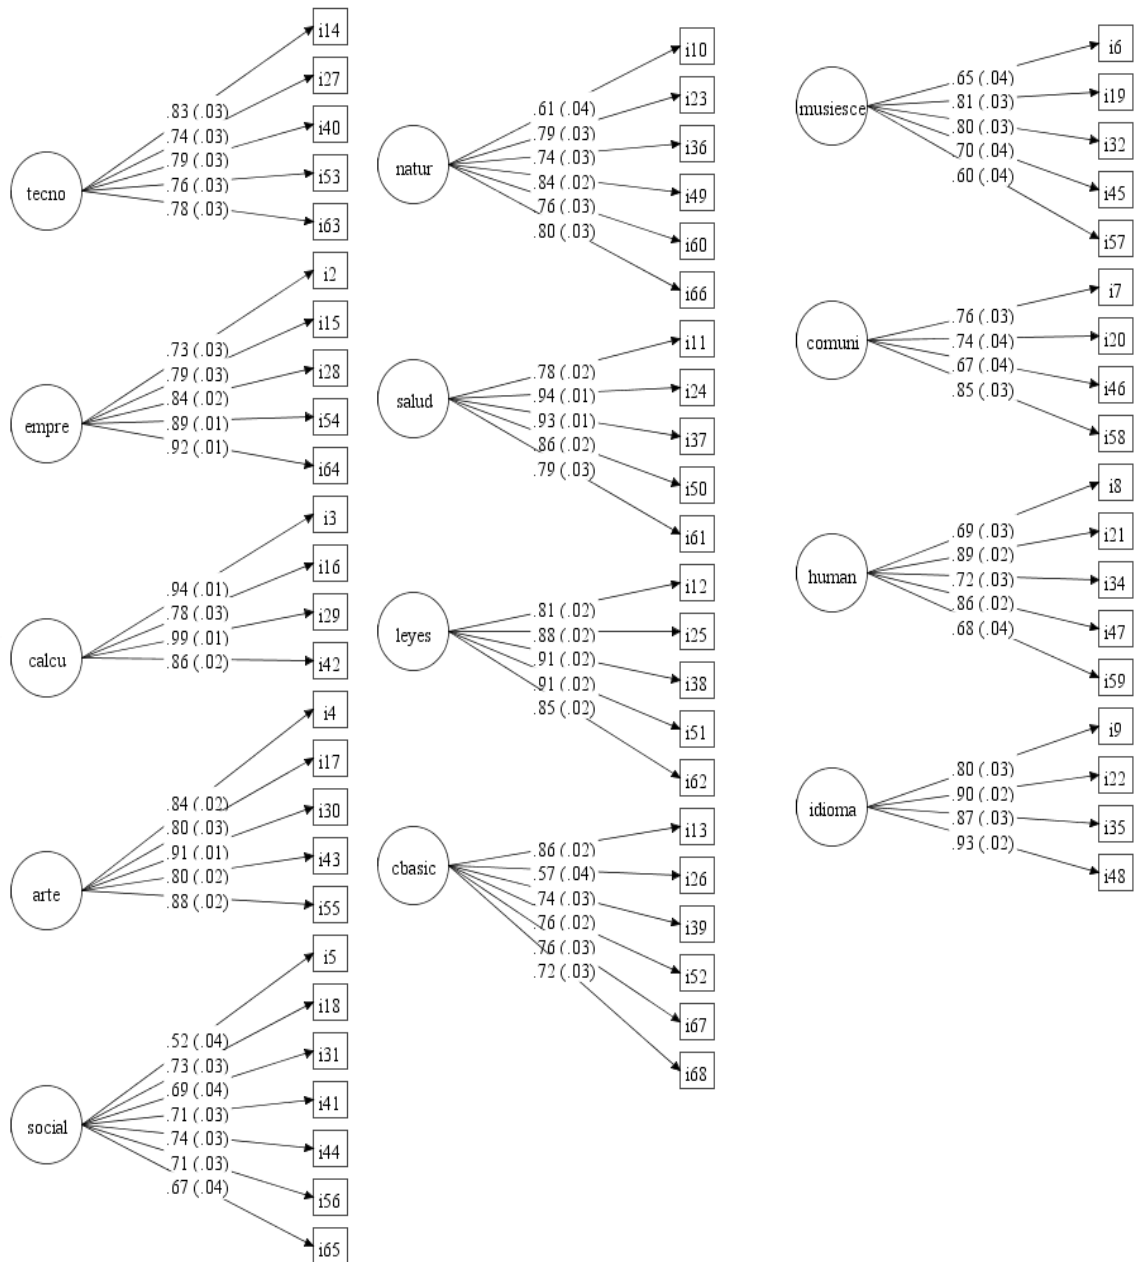 i14
i27
.83 (.03)
.74 (.03)
i40
.79 (.03)
tecno
.76 (.03)
i53
.78 (.03)
i63
i2
i15
.73 (.03)
.79 (.03)
i28
.84 (.02)
empre
.89 (.01)
i54
.92 (.01)
i64
i3
i16
.94 (.01)
.78 (.03)
i29
.99 (.01)
calcu
.86 (.02)
i42
i4
i17
.84 (.02)
.80 (.03)
i30
.91 (.01)
arte
.80 (.02)
i43
.88 (.02)
i55
i5
i18
.52 (.04)
.73 (.03)
i31
.69 (.04)
social
.71 (.03)
i41
.74 (.03)
i44
.71 (.03)
i56
.67 (.04)
i65
i10
i23
.61 (.04)
.79 (.03)
i36
natur
.74 (.03)
.84 (.02)
i49
.76 (.03)
i60
.80 (.03)
i66
i11
.78 (.02)
i24
salud
.94 (.01)
.93 (.01)
i37
.86 (.02)
i50
.79 (.03)
i61
i12
.81 (.02)
i25
leyes
.88 (.02)
.91 (.02)
i38
.91 (.02)
i51
.85 (.02)
i62
i13
.86 (.02)
cbasic
.57 (.04)
i26
.74 (.03)
i39
.76 (.02)
i52
.76 (.03)
i67
.72 (.03)
i68
i6
.65 (.04)
i19
musiesce
.81 (.03)
.80 (.03)
i32
.70 (.04)
i45
.60 (.04)
i57
i7
.76 (.03)
i20
comuni
.74 (.04)
.67 (.04)
i46
.85 (.03)
i58
i8
.69 (.03)
i21
.89 (.02)
human
.72 (.03)
i34
.86 (.02)
i47
.68 (.04)
i59
i9
.80 (.03)
i22
idioma
.90 (.02)
.87 (.03)
i35
.93 (.02)
i48